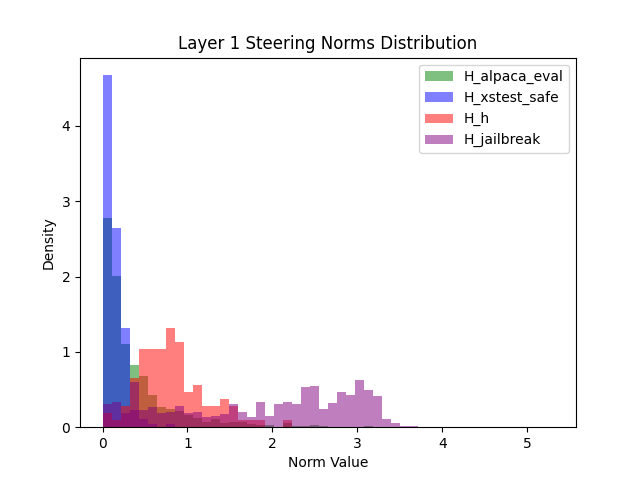 Layer 1 Steering Norms Distribution
H_alpaca_eval
H_xstest_safe
H_h
H_jailbreak
4
3
2
1
0
Density
0 1 2 3 4 5
Norm Value